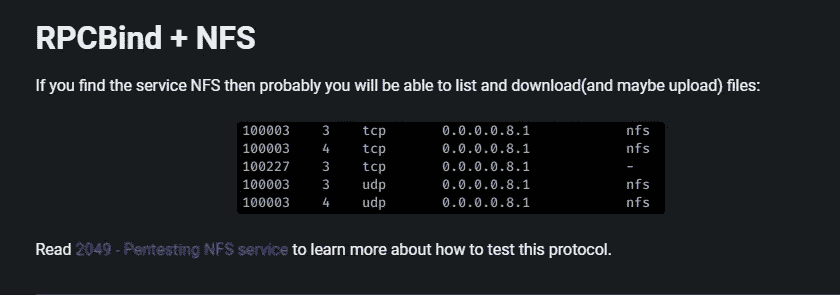 RPCBind + NFS
If you find the service NFS then probably you will be able to list and download(and maybe upload) files:
100003 3 tcp 0.0.0.0.8.1 nfs
100003 4 tcp 0.0.0.0.8.1 nfs
100227 3 tcp 0.0.0.0.8.1 -
100003 3 udp 0.0.0.0.8.1 nfs
100003 4 udp 0.0.0.0.8.1 nfs
Read 2049 - Pentesting NFS service to learn more about how to test this protocol.